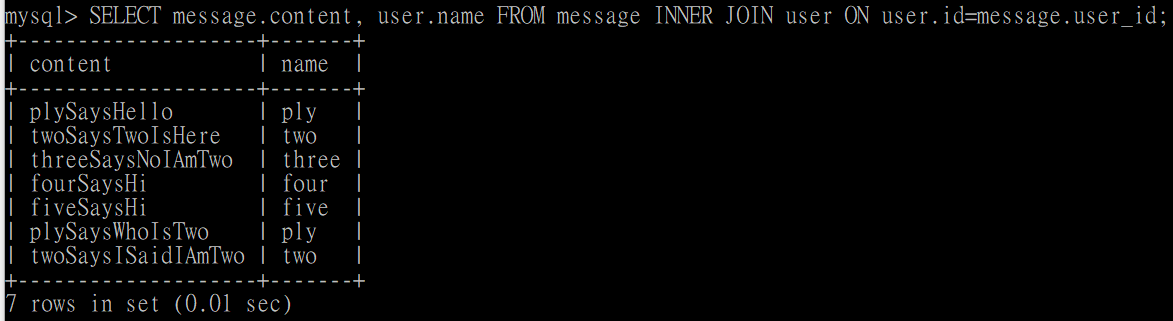 mysql> SELECT message.content, user.name FROM message INNER JOIN user ON user.id=message.user_id;
+--------------------+-------+
| content            | name  |
+--------------------+-------+
| plySaysHello       | ply   |
| twoSaysTwoIsHere   | two   |
| threeSaysNoIAmTwo  | three |
| fourSaysHi         | four  |
| fiveSaysHi         | five  |
| plySaysWhoIsTwo    | ply   |
| twoSaysISaidIAmTwo | two   |
+--------------------+-------+
7 rows in set (0.01 sec)